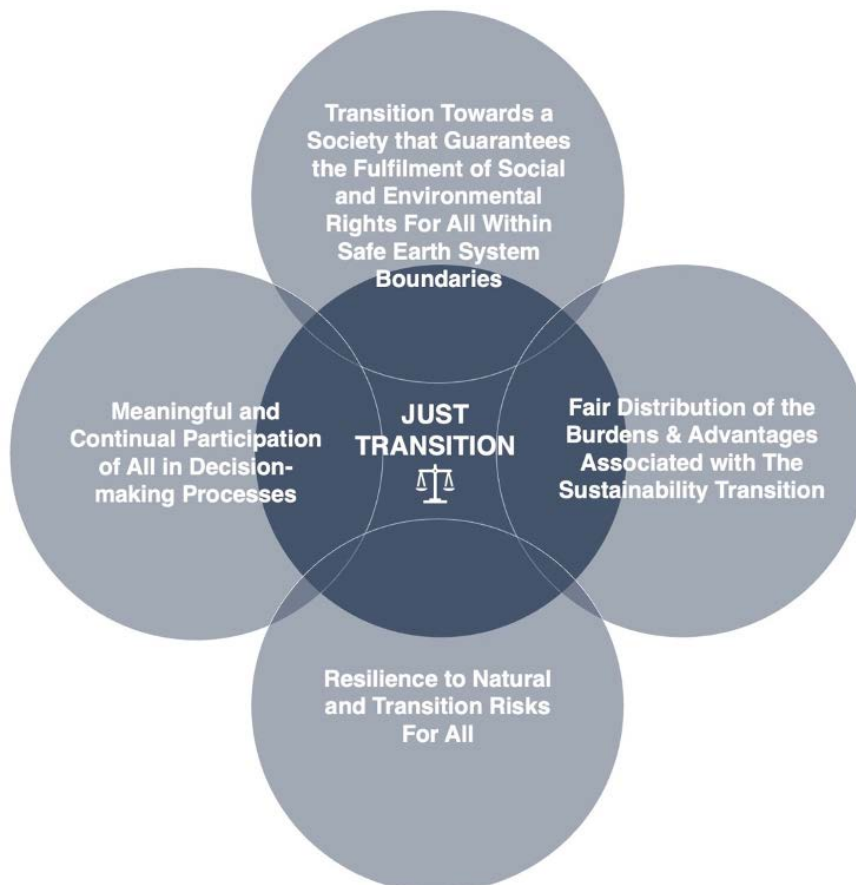 Transition Towards a
Society that Guarantees
the Fulfilment of Social
and Environmental
Rights For All Within
Safe Earth System
Boundaries
Meaningful and
Continual Participation
of All in Decision-
making Processes
JUST
TRANSITION
Fair Distribution of the
Burdens & Advantages
Associated with The
Sustainability Transition
Resilience to Natural
and Transition Risks
For All